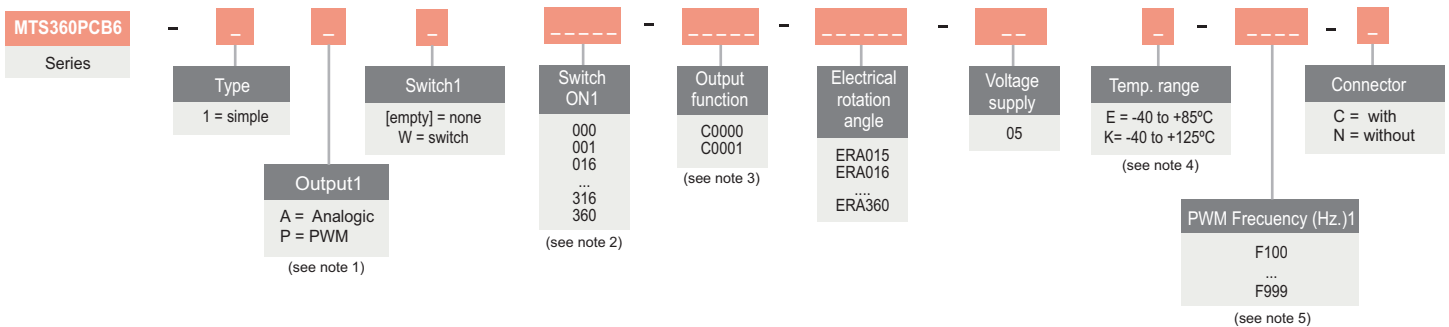 MTS360PCB6 - _ _ _ _ _ _ _ _ - _ _ _ _ _ - _ _ _ _ _ _ - _ _ - _ - _ _ _ _ - _
Series
Type
1 = simple
Output1
A = Analogic
P = PWM
(see note 1)
Switch1
[empty] = none
W = switch
Switch
ON1
000
001
016
...
316
360
(see note 2)
Output
function
C0000
C0001
(see note 3)
Electrical
rotation
angle
ERA015
ERA016
....
ERA360
Voltage
supply
05
Temp. range
E = -40 to +85ºC
K= -40 to +125ºC
(see note 4)
PWM Frecuency (Hz.)1
F100
...
F999
(see note 5)
Connector
C = with
N = without